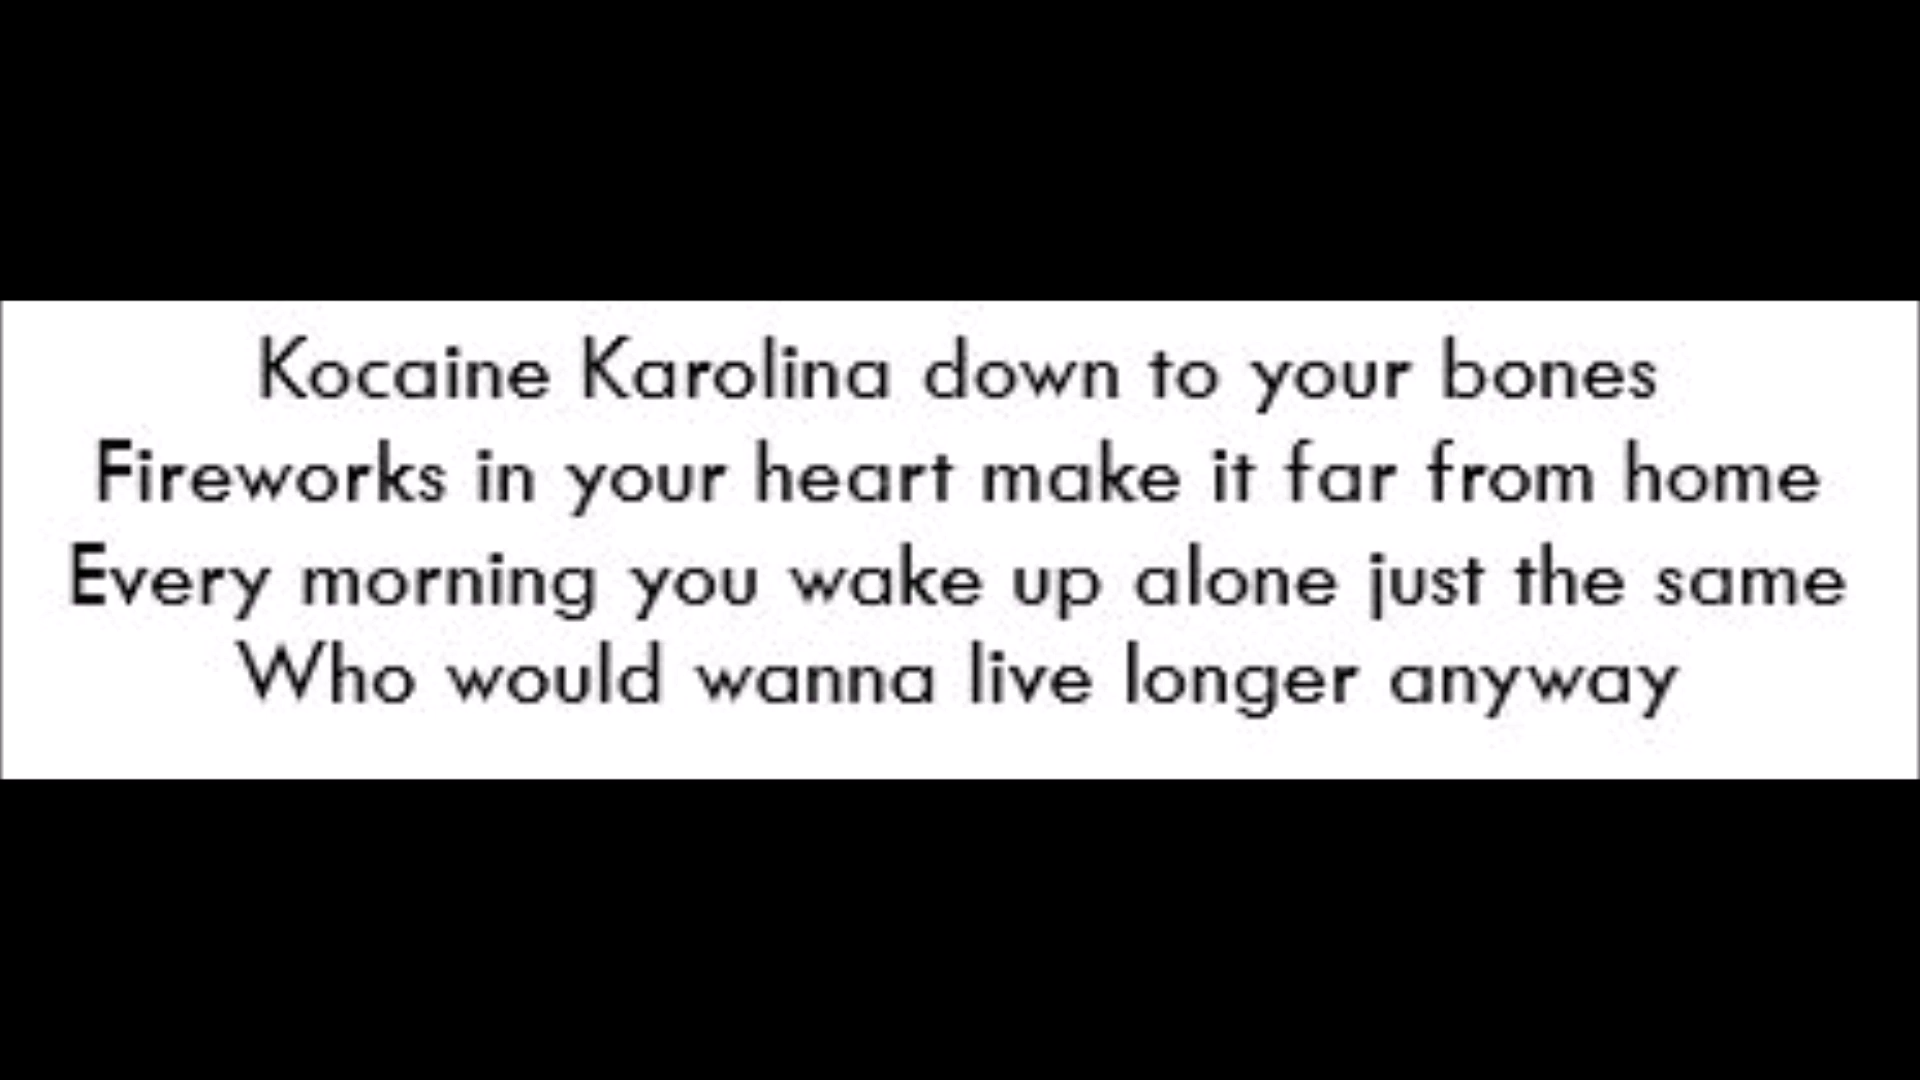 Kocaine Karolina down to your bones
Fireworks in your heart make it far from home
Every morning you wake up alone just the same
Who would wanna live longer anyway